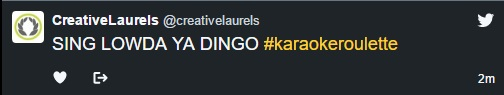 CreativeLaurels @creativelaurels
SING LOWDA YA DINGO #karaokeroulette
2m